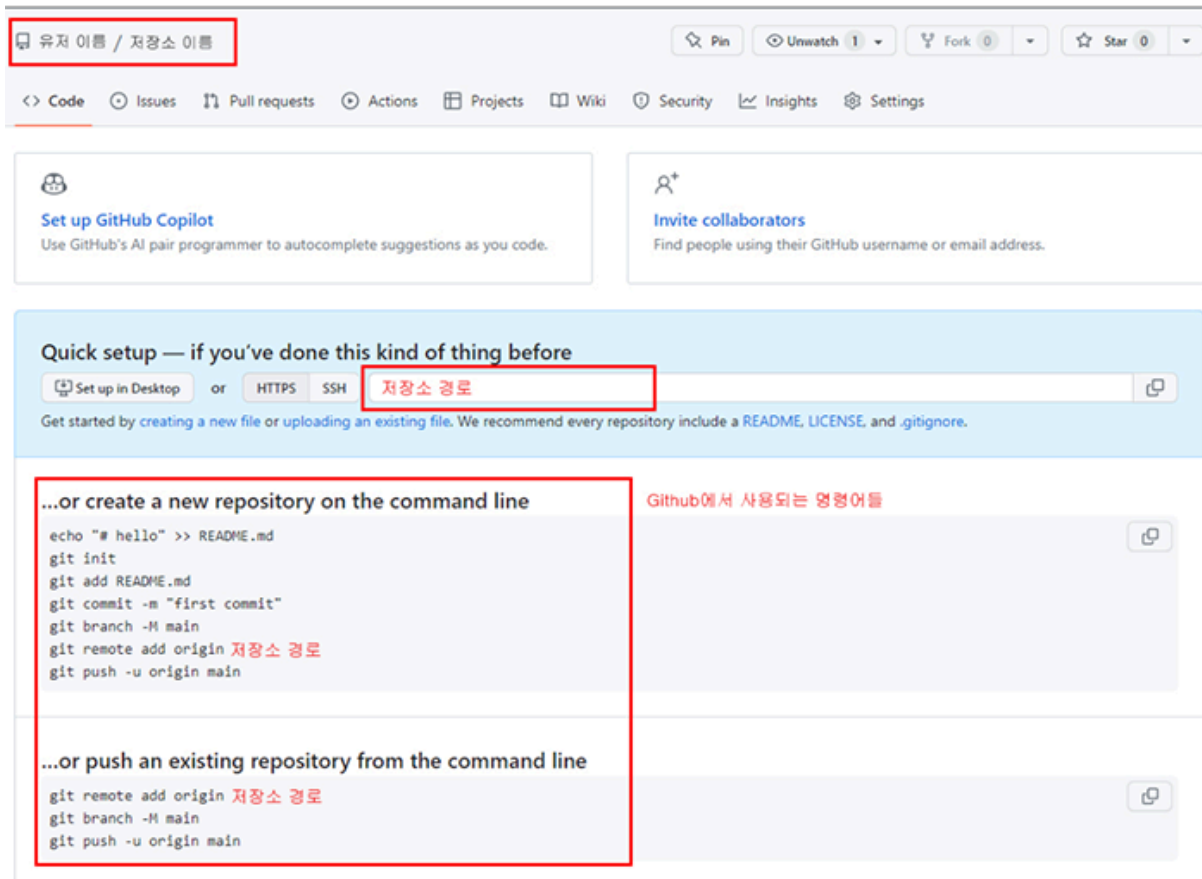 유저 이름 / 저장소 이름
Pin Unwatch 1 Fork 0 Star 0
Code Issues Pull requests Actions Projects Wiki Security Insights Settings
Set up GitHub Copilot
Use GitHub's AI pair programmer to autocomplete suggestions as you code.
Invite collaborators
Find people using their GitHub username or email address.
Quick setup — if you've done this kind of thing before
Set up in Desktop or HTTPS SSH 저장소 경로
Get started by creating a new file or uploading an existing file. We recommend every repository include a README, LICENSE, and .gitignore.
...or create a new repository on the command line
Github에서 사용되는 명령어들
echo "# hello" >> README.md
git init
git add README.md
git commit -m "first commit"
git branch -M main
git remote add origin 저장소 경로
git push -u origin main
...or push an existing repository from the command line
git remote add origin 저장소 경로
git branch -M main
git push -u origin main